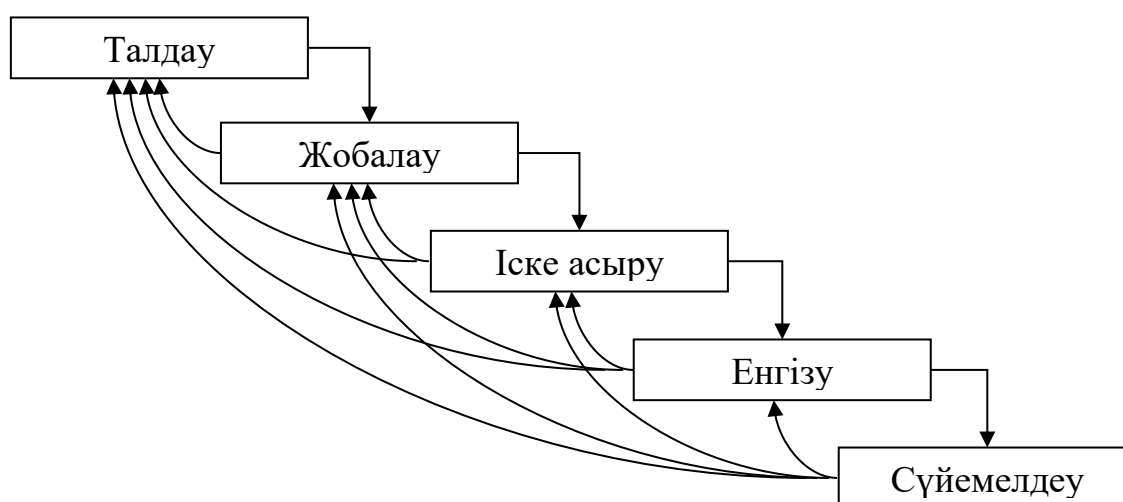 Талдау
Жобалау
Іске асыру
Енгізу
Сүйемелдеу